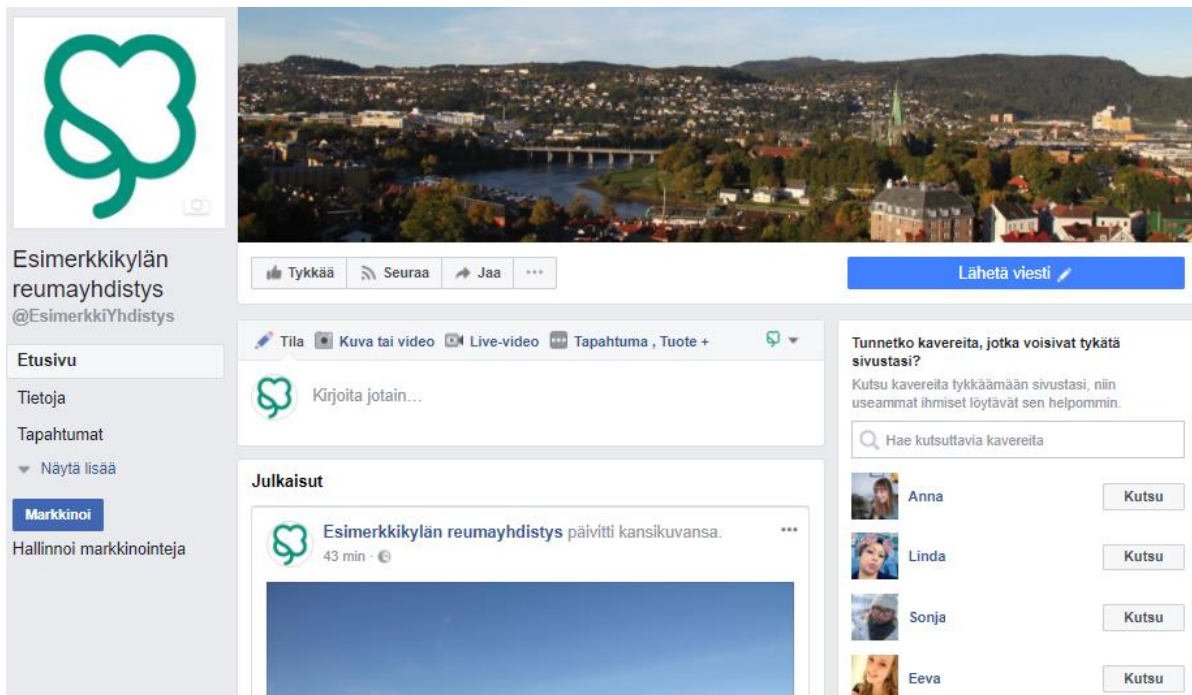 Esimerkkikylän
reumayhdistys
@EsimerkkiYhdistys
Etusivu
Tietoja
Tapahtumat
Näytä lisää
Markkinoi
Hallinnoi markkinointeja
Tykkää Seuraa Jaa ...
Lähetä viesti
Tila Kuva tai video Live-video Tapahtuma , Tuote +
Kirjoita jotain...
Julkaisut
Esimerkkikylän reumayhdistys päivitti kansikuvansa.
43 min ·
Tunnetko kavereita, jotka voisivat tykätä
sivustasi?
Kutsu kavereita tykkäämään sivustasi, niin
useammat ihmiset löytävät sen helpommin.
Hae kutsuttavia kavereita
Anna Kutsu
Linda Kutsu
Sonja Kutsu
Eeva Kutsu